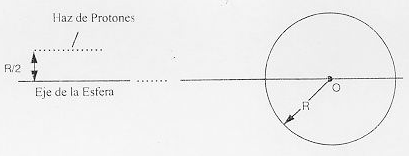 Haz de Protones
R/2
Eje de la Esfera
O
R